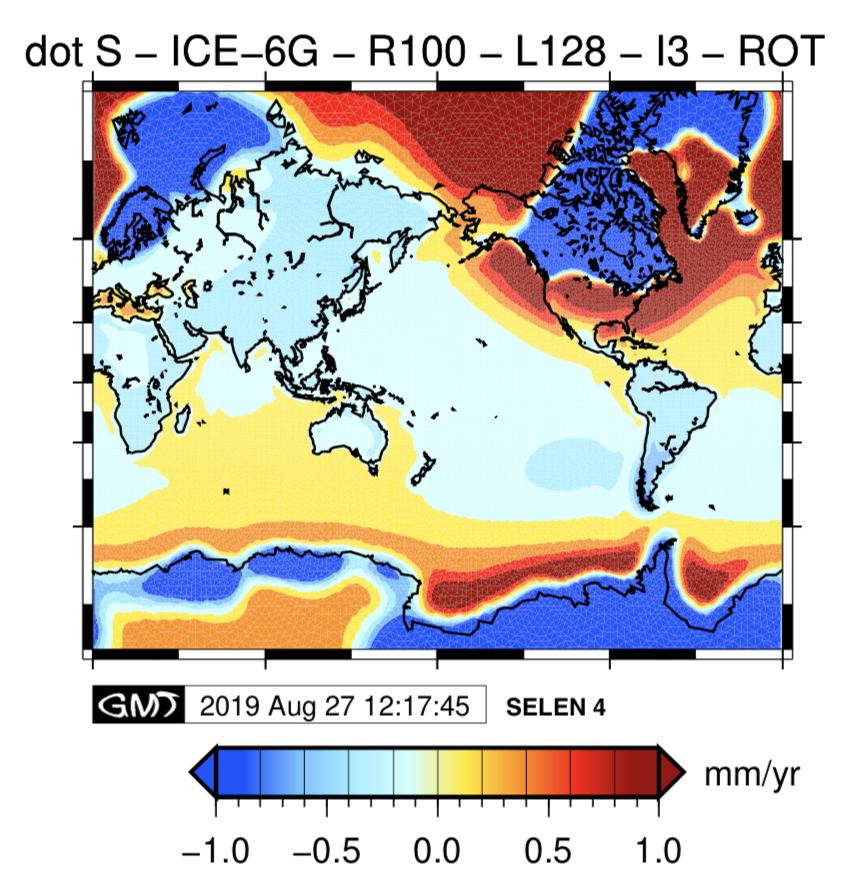 dot S − ICE−6G − R100 − L128 − I3 − ROT
GMT 2019 Aug 27 12:17:45 SELEN 4
mm/yr
−1.0 −0.5 0.0 0.5 1.0